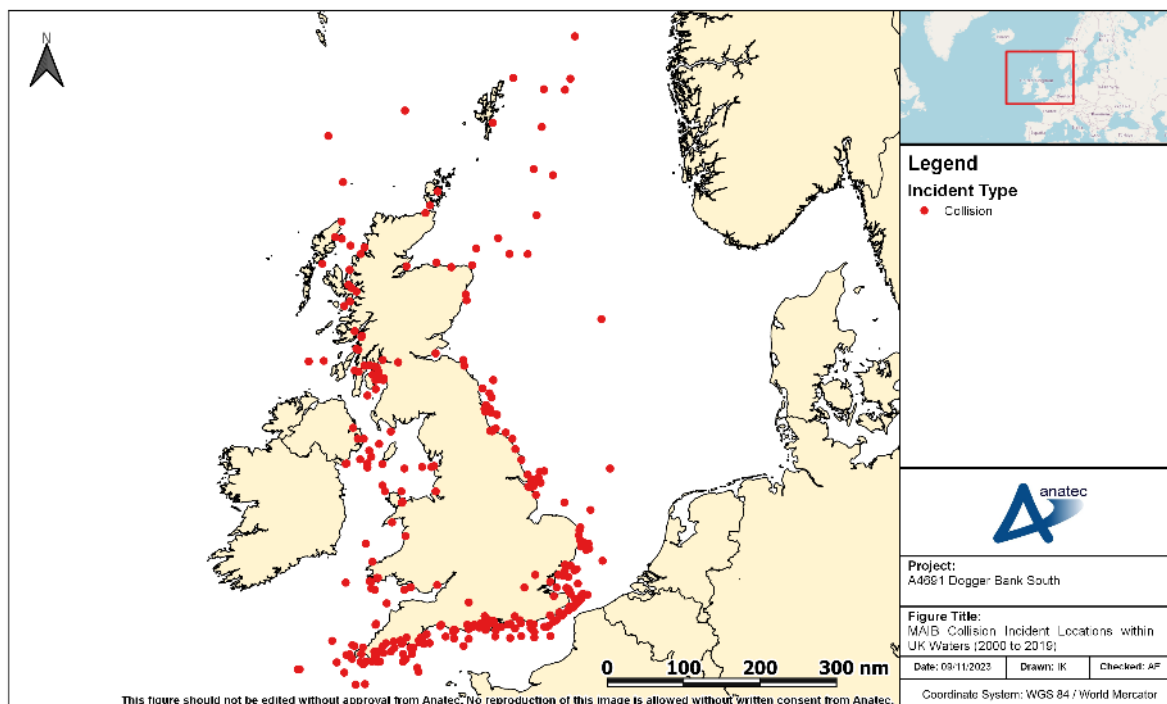 N
Legend
Incident Type
Collision
anatec
Project:
A4691 Dogger Bank South
Figure Title:
MAIB Collision Incident Locations within
UK Waters (2000 to 2019)
Date: 09/11/2023
Drawn: IK
Checked: AF
Coordinate System: WGS 84 / World Mercator
0 100 200 300 nm
This figure should not be edited without approval from Anatec. No reproduction of this image is allowed without written consent from Anatec.